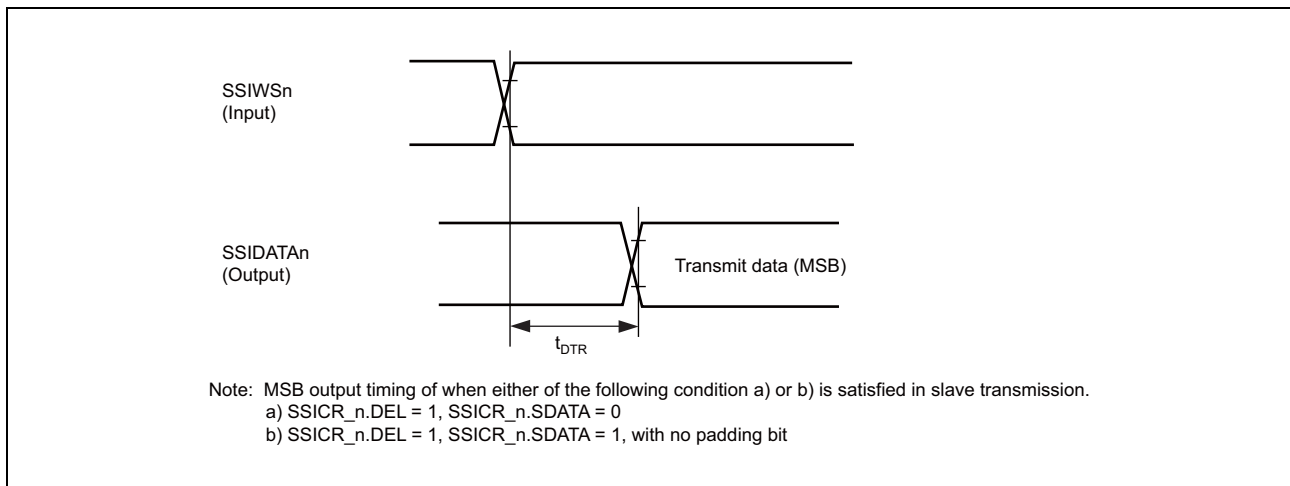 SSIWSn
(Input)
SSIDATAn
(Output)
Transmit data (MSB)
tDTR
Note: MSB output timing of when either of the following condition a) or b) is satisfied in slave transmission.
a) SSICR_n.DEL = 1, SSICR_n.SDATA = 0
b) SSICR_n.DEL = 1, SSICR_n.SDATA = 1, with no padding bit